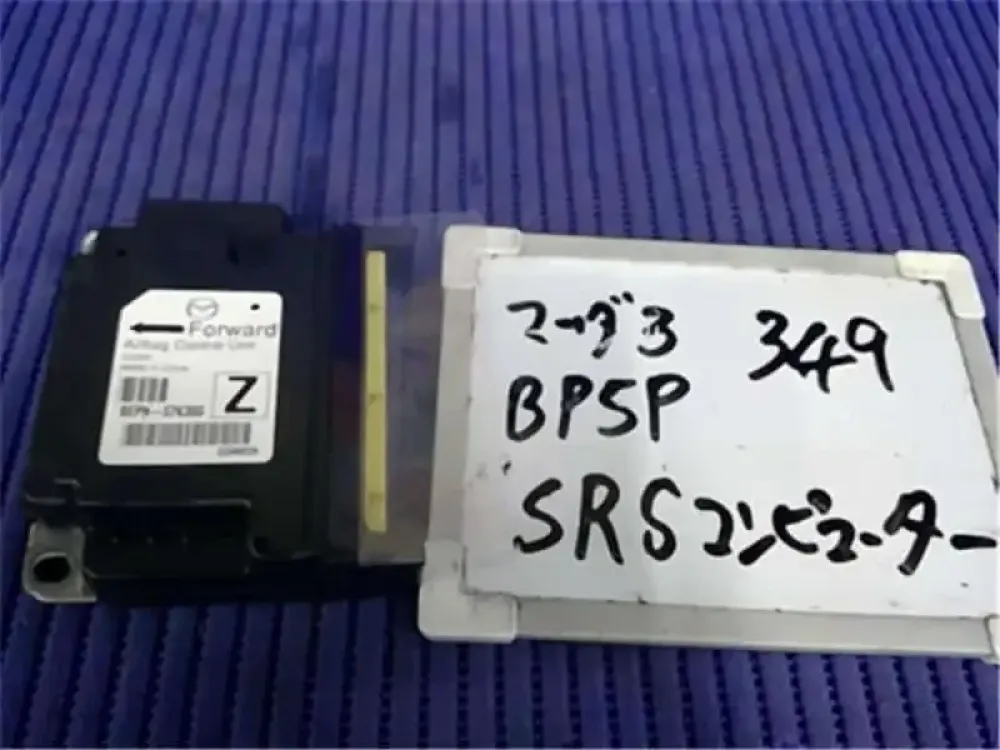 Forward
Airbag Control Unit
Z
マーダ3 349
BP5P
SRSコンピューター